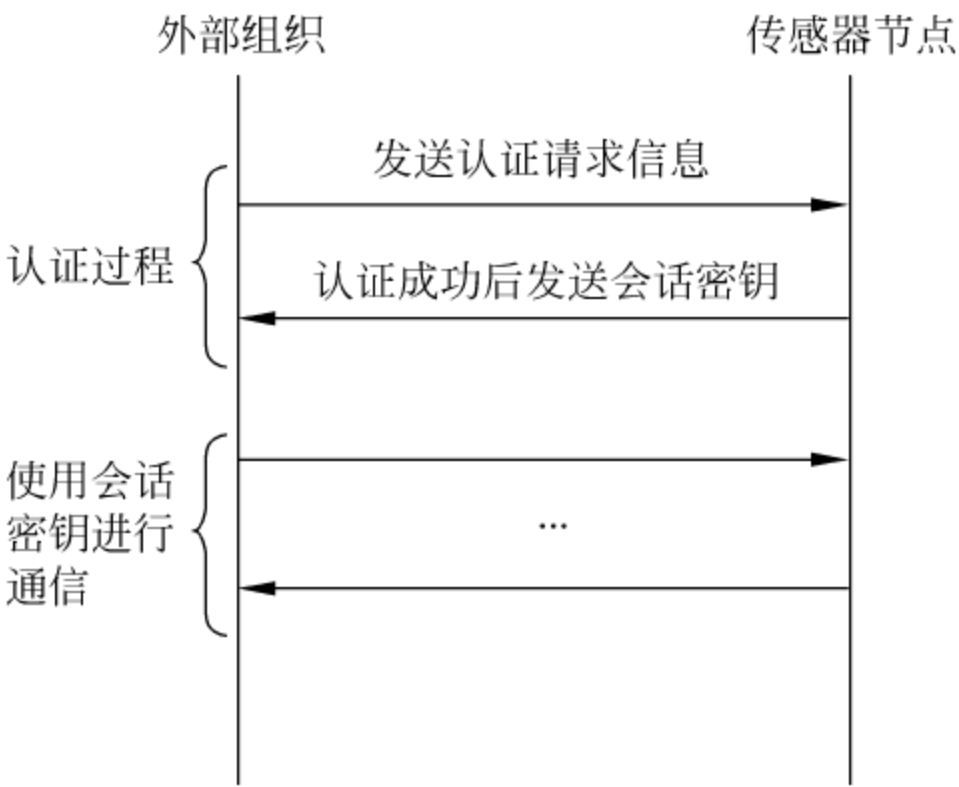 外部组织
传感器节点
发送认证请求信息
认证过程
认证成功后发送会话密钥
使用会话
密钥进行
通信
...